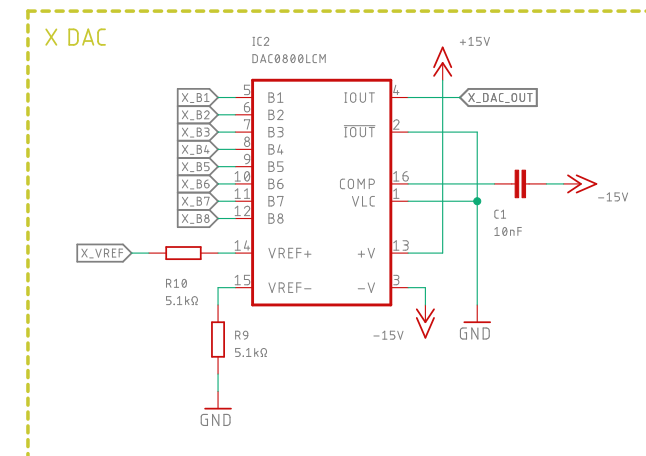 X DAC
IC2
DAC0800LCM
+15V
X_B1 5 B1 IOUT 4 X_DAC_OUT
X_B2 6 B2
X_B3 7 B3 IOUT 2
X_B4 8 B4
X_B5 9 B5
X_B6 10 B6 COMP 16
-15V
X_B7 11 B7 VLC 1
X_B8 12 B8
C1
10nF
X_VREF 14 VREF+ +V 13
R10
5.1kΩ
15 VREF- -V 3
R9
5.1kΩ
-15V
GND
GND